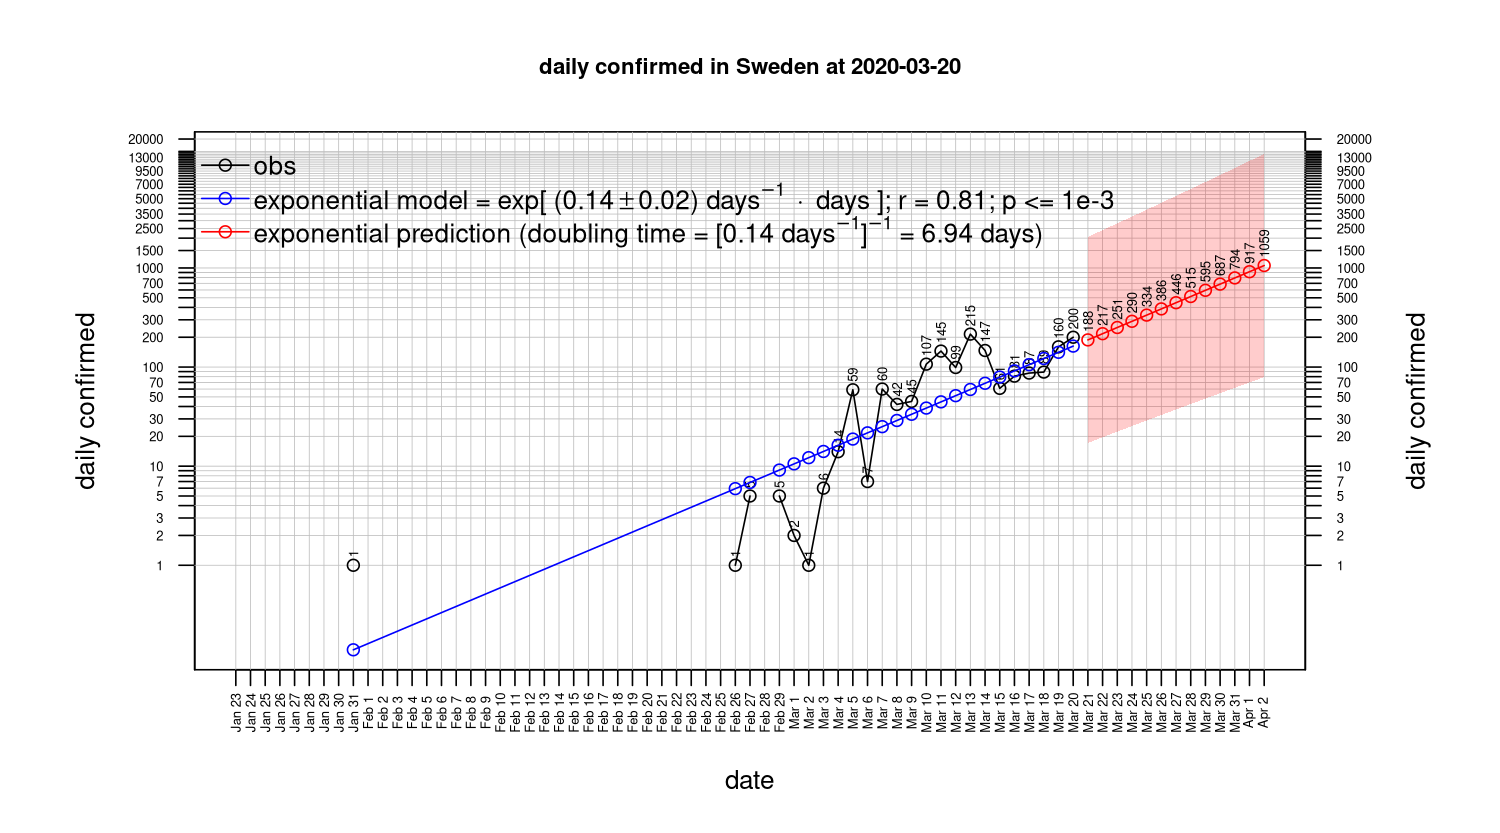 daily confirmed in Sweden at 2020-03-20
obs
exponential model = exp[ (0.14 ± 0.02) days⁻¹ · days ]; r = 0.81; p <= 1e-3
exponential prediction (doubling time = [0.14 days⁻¹]⁻¹ = 6.94 days)
daily confirmed
20000
13000
9500
7000
5000
3500
2500
1500
1000
700
500
300
200
100
70
50
30
20
10
7
5
3
2
1
1
1
5
2
1
6
59
7
60
42
45
107
145
99
215
147
160
200
188
217
251
290
334
386
446
515
595
687
794
917
1059
20000
13000
9500
7000
5000
3500
2500
1500
1000
700
500
300
200
100
70
50
30
20
10
7
5
3
2
1
daily confirmed
Jan 23
Jan 24
Jan 25
Jan 26
Jan 27
Jan 28
Jan 29
Jan 30
Jan 31
Feb 1
Feb 2
Feb 3
Feb 4
Feb 5
Feb 6
Feb 7
Feb 8
Feb 9
Feb 10
Feb 11
Feb 12
Feb 13
Feb 14
Feb 15
Feb 16
Feb 17
Feb 18
Feb 19
Feb 20
Feb 21
Feb 22
Feb 23
Feb 24
Feb 25
Feb 26
Feb 27
Feb 28
Feb 29
Mar 1
Mar 2
Mar 3
Mar 4
Mar 5
Mar 6
Mar 7
Mar 8
Mar 9
Mar 10
Mar 11
Mar 12
Mar 13
Mar 14
Mar 15
Mar 16
Mar 17
Mar 18
Mar 19
Mar 20
Mar 21
Mar 22
Mar 23
Mar 24
Mar 25
Mar 26
Mar 27
Mar 28
Mar 29
Mar 30
Mar 31
Apr 1
Apr 2
date